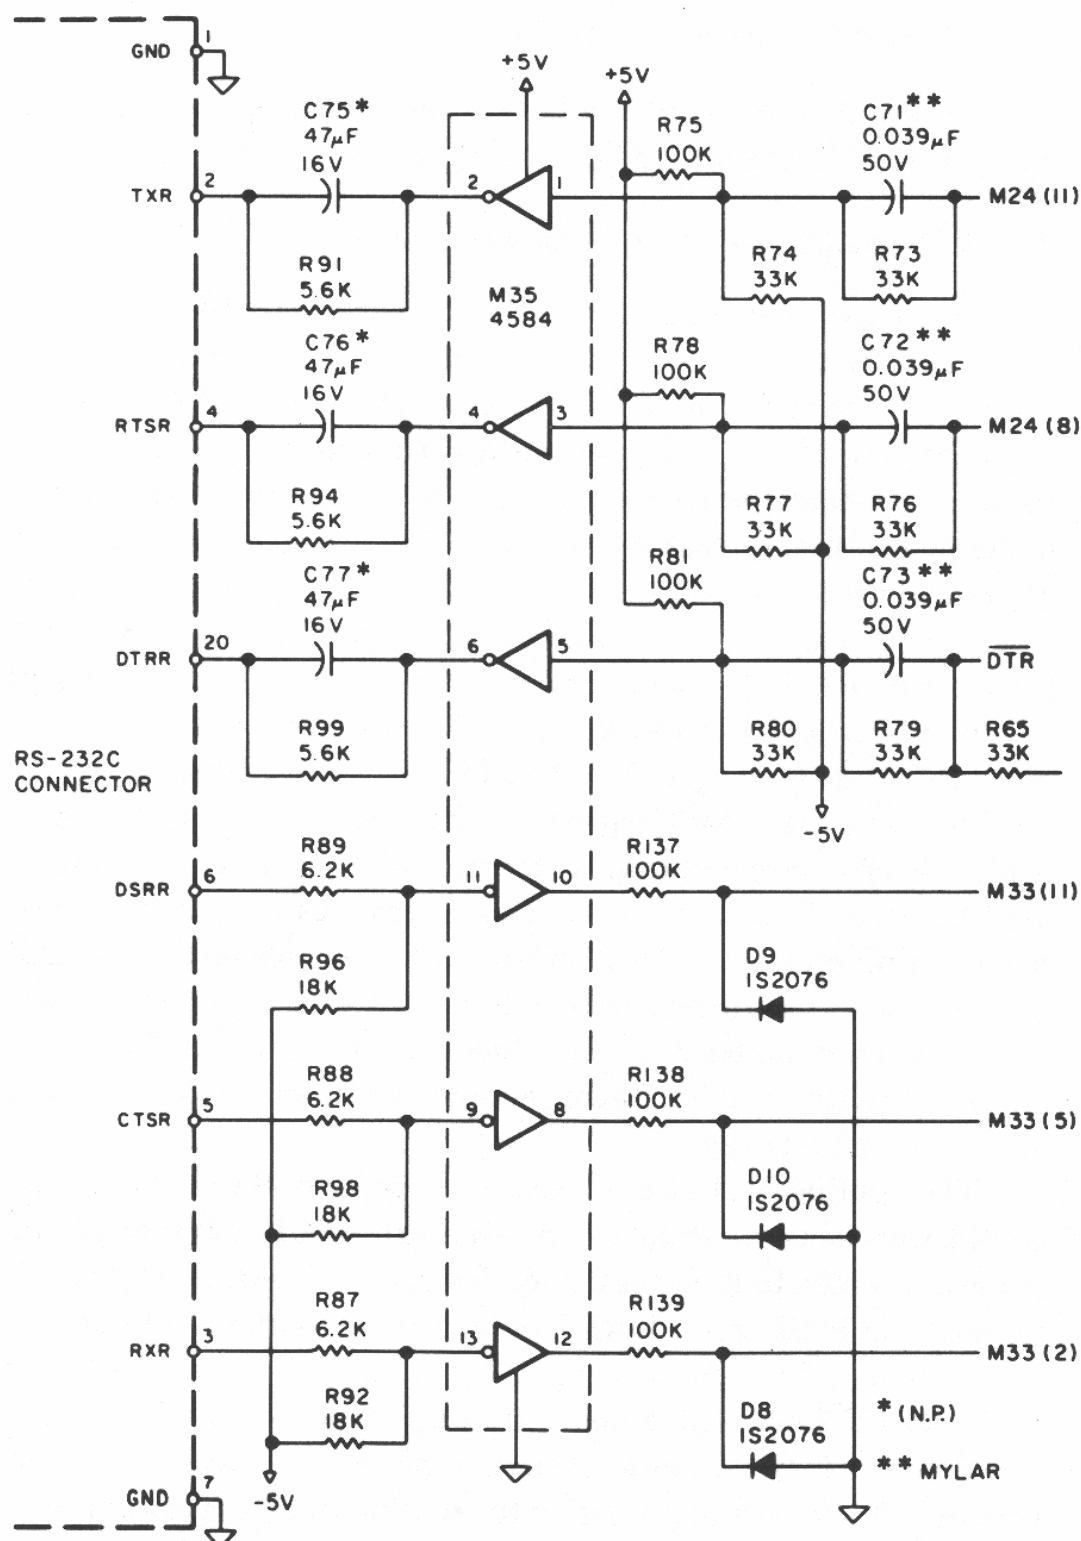 GND
1
+5V
+5V
C75*
47μF
16V
R75
100K
C71**
0.039μF
50V
TXR
2
2
1
M24(11)
R91
5.6K
M35
4584
R74
33K
R73
33K
C76*
47μF
16V
R78
100K
C72**
0.039μF
50V
RTSR
4
4
3
M24(8)
R94
5.6K
R77
33K
R76
33K
C77*
47μF
16V
R81
100K
C73**
0.039μF
50V
DTRR
20
6
5
DTR
RS-232C
CONNECTOR
R99
5.6K
R80
33K
R79
33K
R65
33K
-5V
R89
6.2K
R137
100K
DSRR
6
11
10
M33(11)
R96
18K
D9
1S2076
R88
6.2K
R138
100K
CTSR
5
9
8
M33(5)
R98
18K
D10
1S2076
R87
6.2K
R139
100K
RXR
3
13
12
M33(2)
R92
18K
D8
1S2076
*(N.P.)
**MYLAR
GND
7
-5V